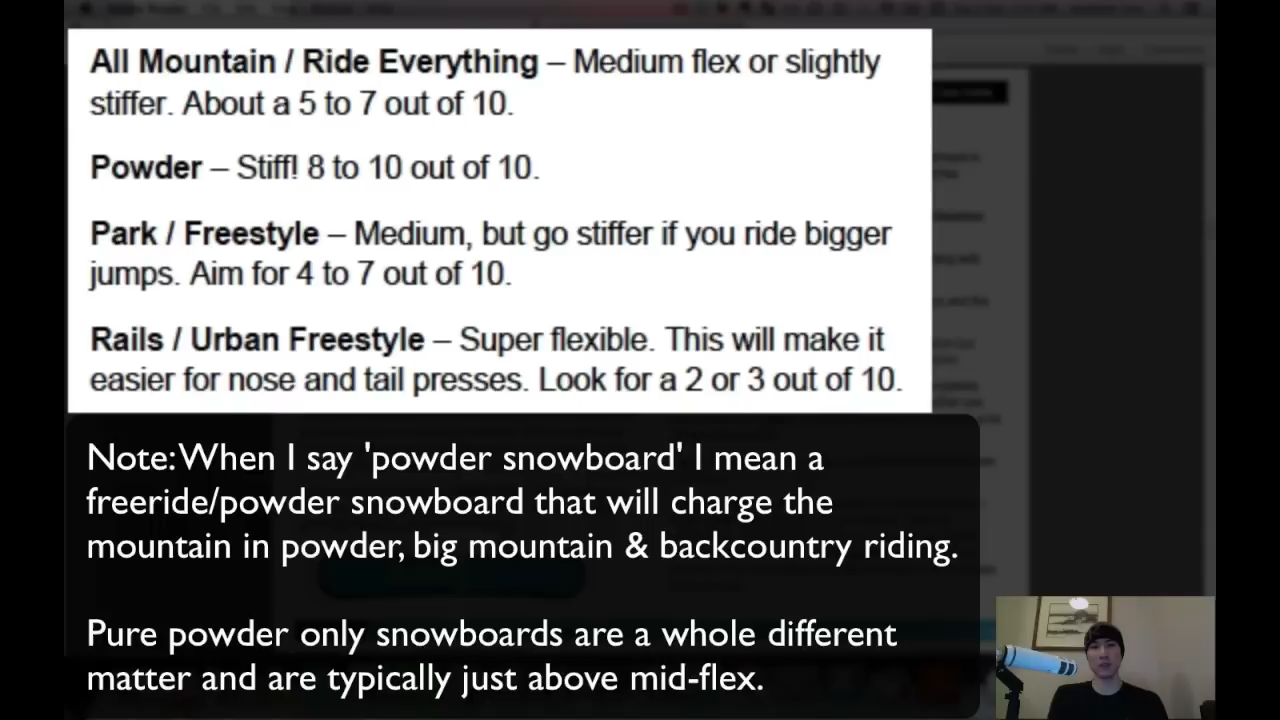 All Mountain / Ride Everything – Medium flex or slightly
stiffer. About a 5 to 7 out of 10.
Powder – Stiff! 8 to 10 out of 10.
Park / Freestyle – Medium, but go stiffer if you ride bigger
jumps. Aim for 4 to 7 out of 10.
Rails / Urban Freestyle – Super flexible. This will make it
easier for nose and tail presses. Look for a 2 or 3 out of 10.
Note: When I say 'powder snowboard' I mean a
freeride/powder snowboard that will charge the
mountain in powder, big mountain & backcountry riding.
Pure powder only snowboards are a whole different
matter and are typically just above mid-flex.